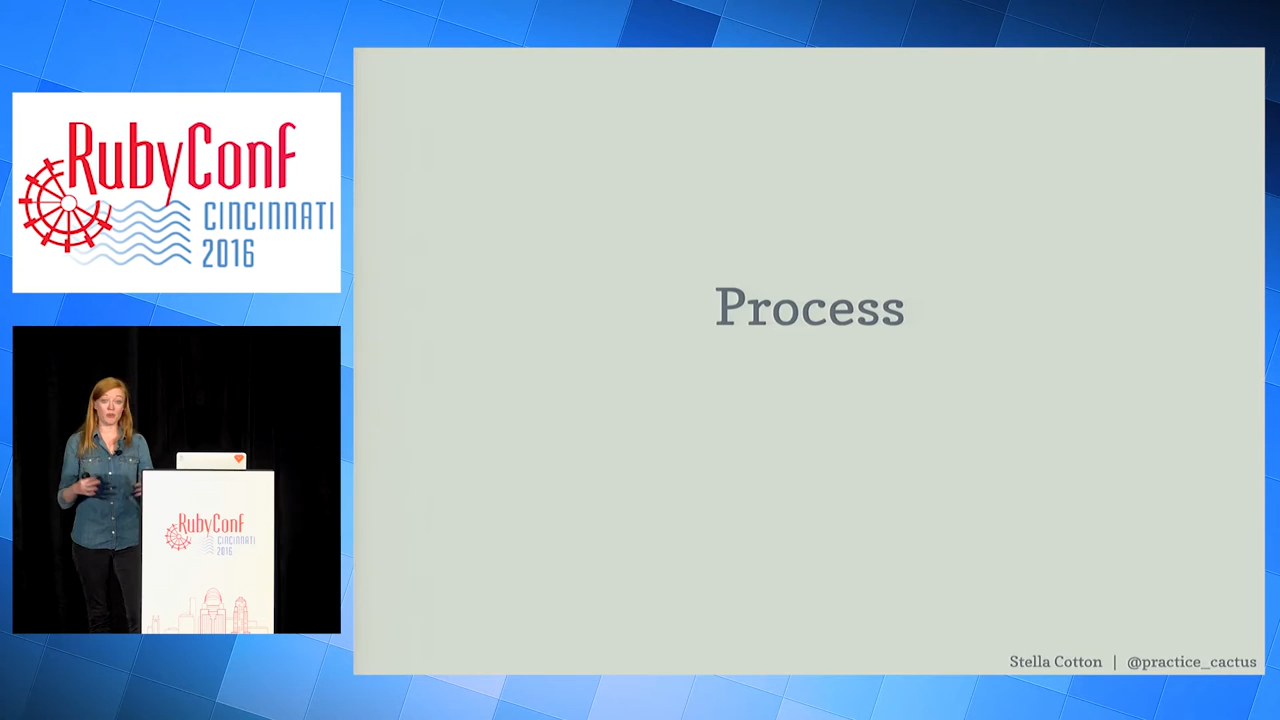 RubyConf
CINCINNATI
2016
Process
RubyConf
CINCINNATI
2016
Stella Cotton | @practice_cactus